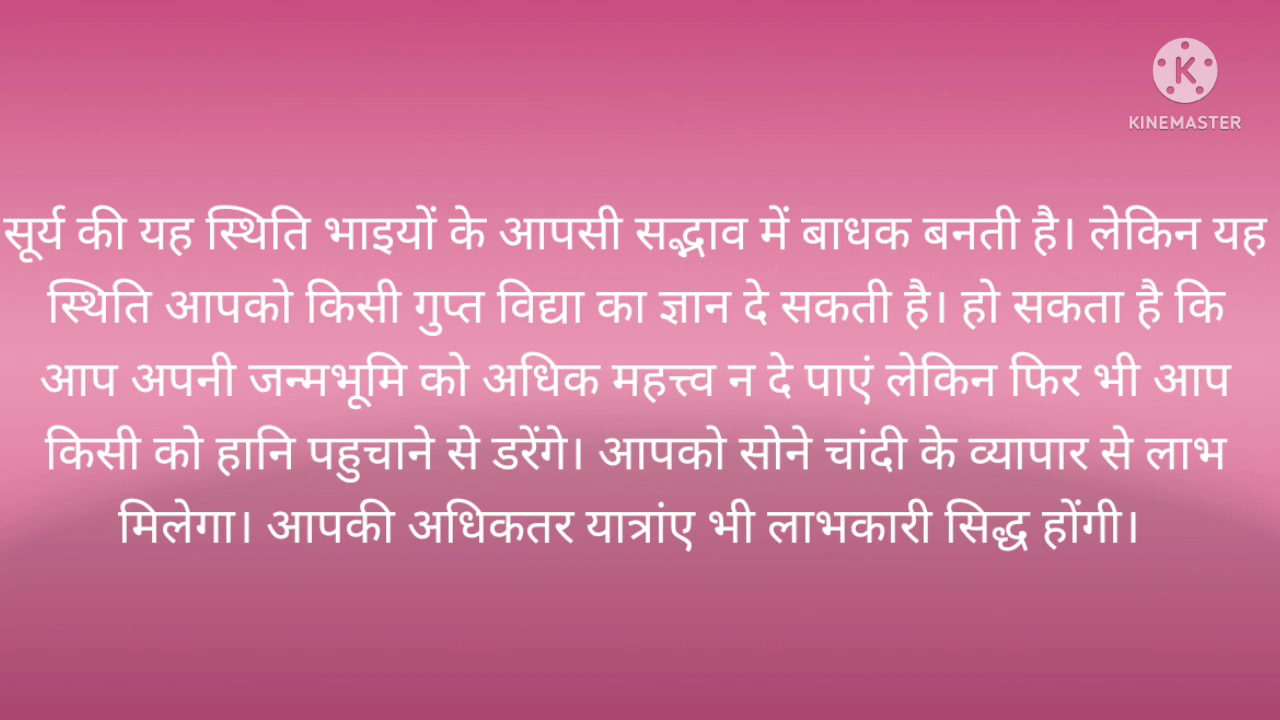 KINEMASTER
सूर्य की यह स्थिति भाइयों के आपसी सद्भाव में बाधक बनती है। लेकिन यह
स्थिति आपको किसी गुप्त विद्या का ज्ञान दे सकती है। हो सकता है कि
आप अपनी जन्मभूमि को अधिक महत्त्व न दे पाएं लेकिन फिर भी आप
किसी को हानि पहुचाने से डरेंगे। आपको सोने चांदी के व्यापार से लाभ
मिलेगा। आपकी अधिकतर यात्रांए भी लाभकारी सिद्ध होंगी।